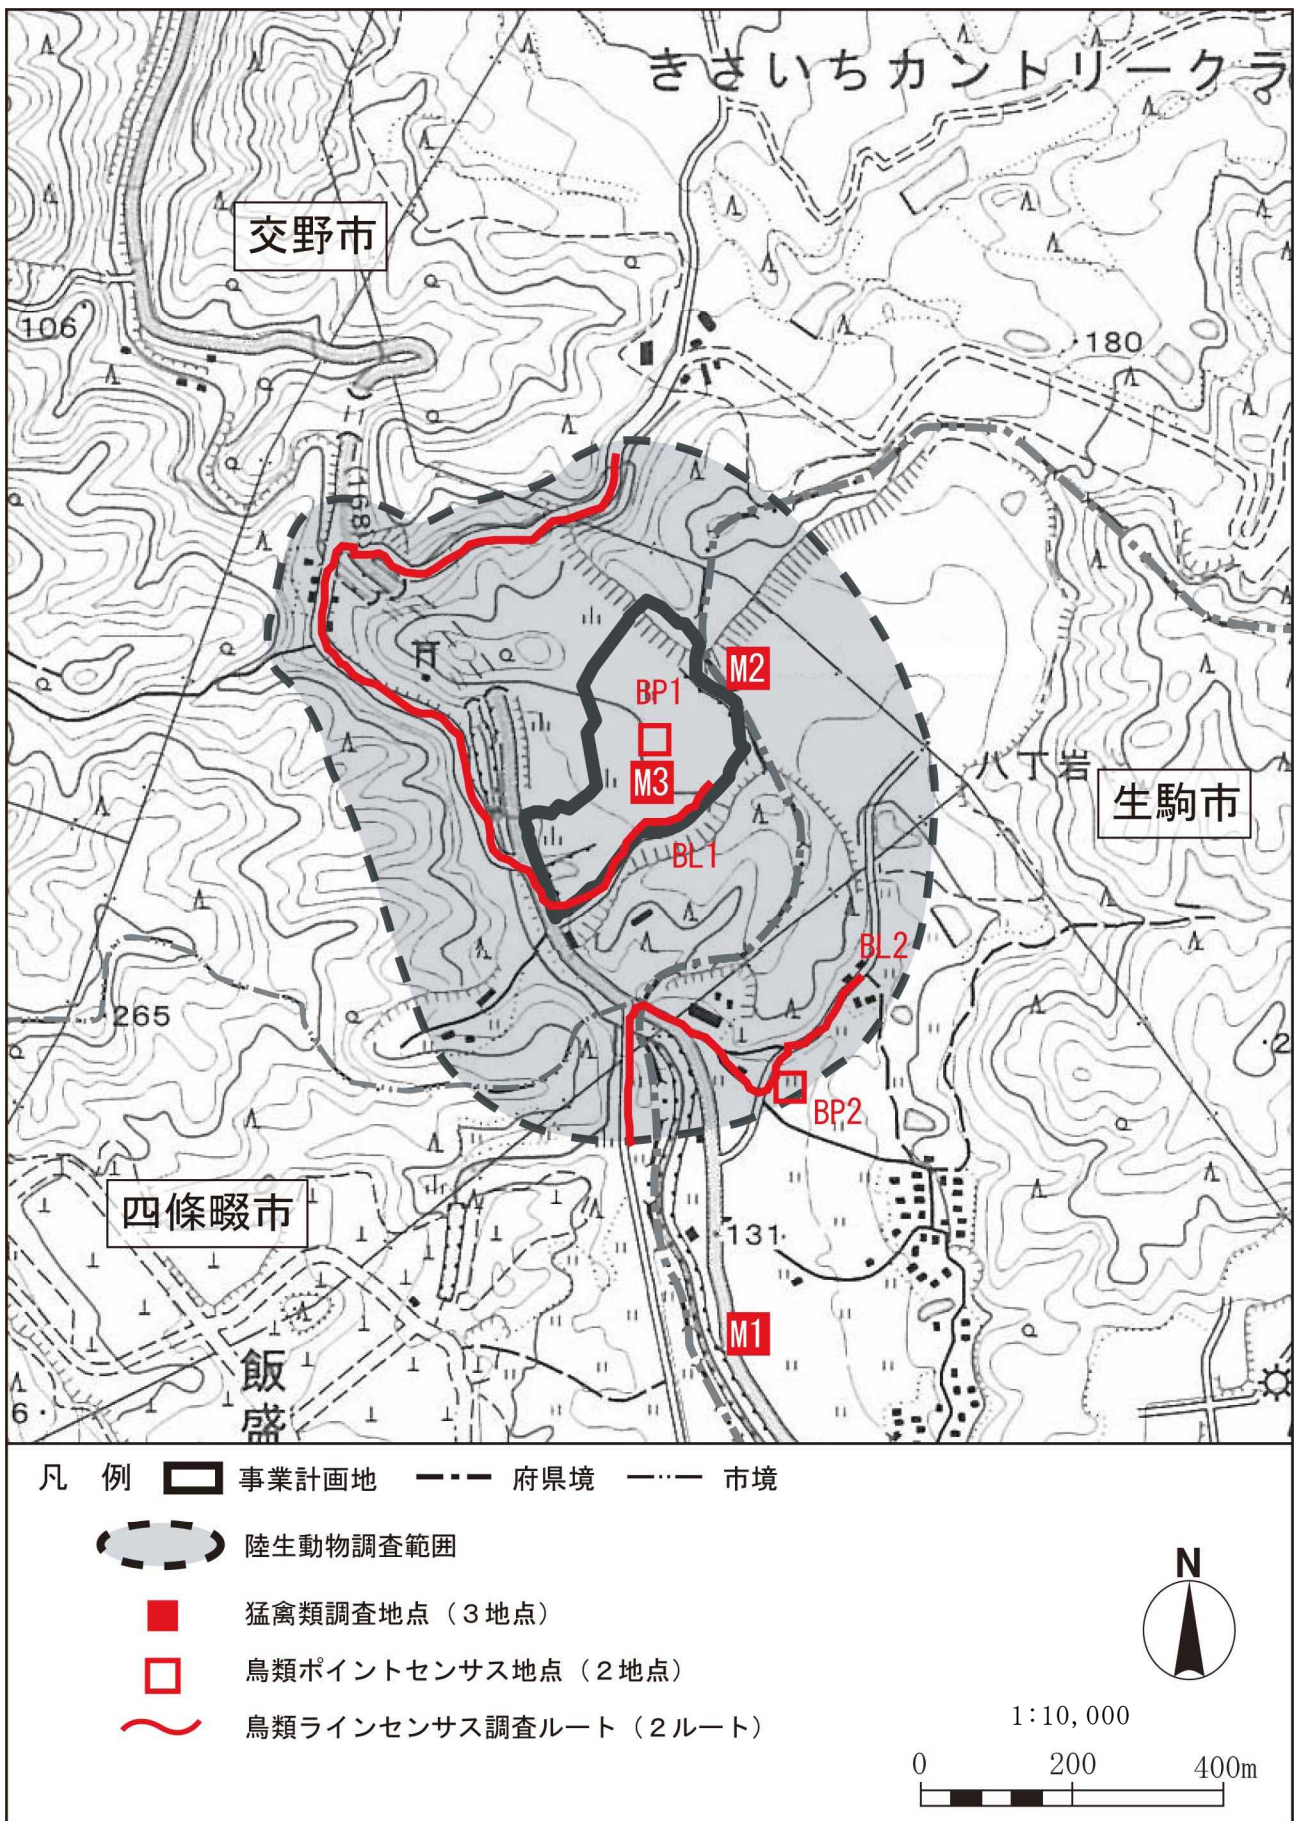 きさいちカントリークラ
交野市
106
180
(168)
M2
BP1
M3
八丁岩
生駒市
BL1
BL2
265
BP2
四條畷市
131
M1
飯盛
6
凡 例 事業計画地 府県境 市境
陸生動物調査範囲
猛禽類調査地点（３地点）
鳥類ポイントセンサス地点（２地点）
鳥類ラインセンサス調査ルート（２ルート）
N
1:10,000
0 200 400m